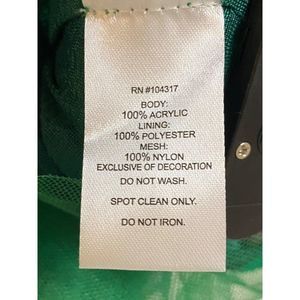 RN #104317
BODY:
100% ACRYLIC
LINING:
100% POLYESTER
MESH:
100% NYLON
EXCLUSIVE OF DECORATION
DO NOT WASH.
SPOT CLEAN ONLY.
DO NOT IRON.